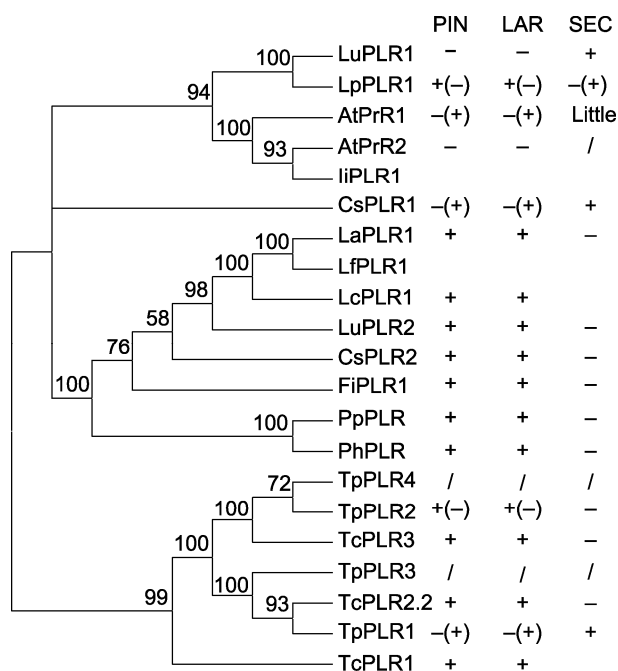 PIN LAR SEC
100 LuPLR1 – – +
LpPLR1 +(–) +(–) –(+)
94
AtPrR1 –(+) –(+) Little
100
93 AtPrR2 – – /
IiPLR1
CsPLR1 –(+) –(+) +
100 LaPLR1 + + –
100 LfPLR1
98 LcPLR1 + +
58 LuPLR2 + + –
76 CsPLR2 + + –
100 FiPLR1 + + –
100 PpPLR + + –
PhPLR + + –
72 TpPLR4 / / /
100 TpPLR2 +(–) +(–) –
TcPLR3 + + –
100
TpPLR3 / / /
100
99 93 TcPLR2.2 + + –
TpPLR1 –(+) –(+) +
TcPLR1 + +